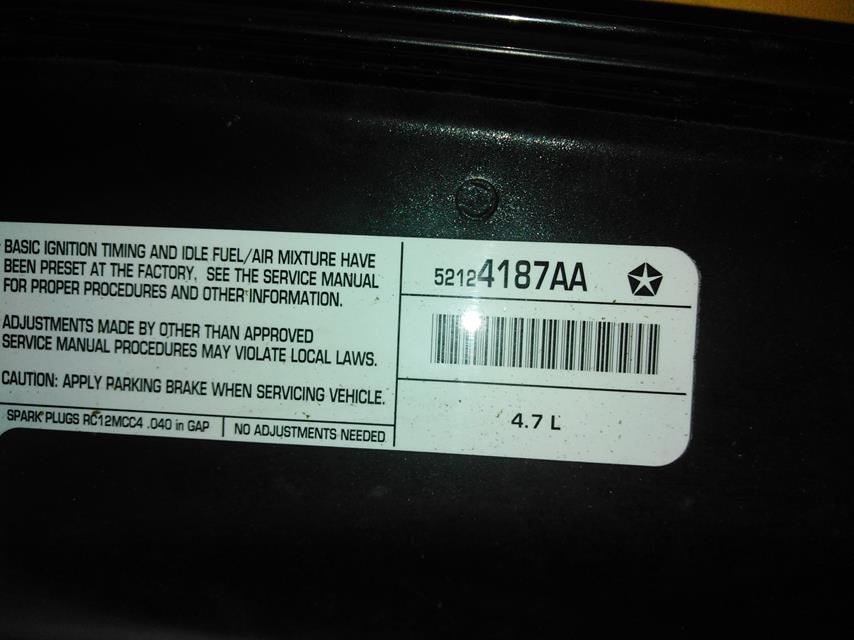 BASIC IGNITION TIMING AND IDLE FUEL/AIR MIXTURE HAVE
BEEN PRESET AT THE FACTORY. SEE THE SERVICE MANUAL
FOR PROPER PROCEDURES AND OTHER INFORMATION.
ADJUSTMENTS MADE BY OTHER THAN APPROVED
SERVICE MANUAL PROCEDURES MAY VIOLATE LOCAL LAWS.
CAUTION: APPLY PARKING BRAKE WHEN SERVICING VEHICLE.
SPARK PLUGS RC12MCC4 .040 in GAP
NO ADJUSTMENTS NEEDED
52124187AA
4.7 L